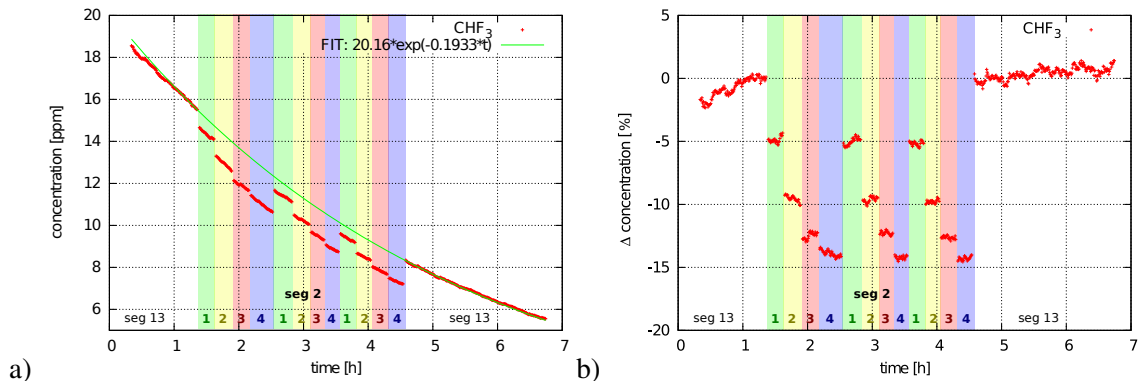 20
18
16
14
12
10
8
6
concentration [ppm]
CHF3
FIT: 20.16*exp(-0.1933*t)
seg 2
seg 13 1 2 3 4 1 2 3 4 1 2 3 4 seg 13
0 1 2 3 4 5 6 7
time [h]
a)
5
0
-5
-10
-15
-20
Δ concentration [%]
CHF3
seg 2
seg 13 1 2 3 4 1 2 3 4 1 2 3 4 seg 13
0 1 2 3 4 5 6 7
time [h]
b)